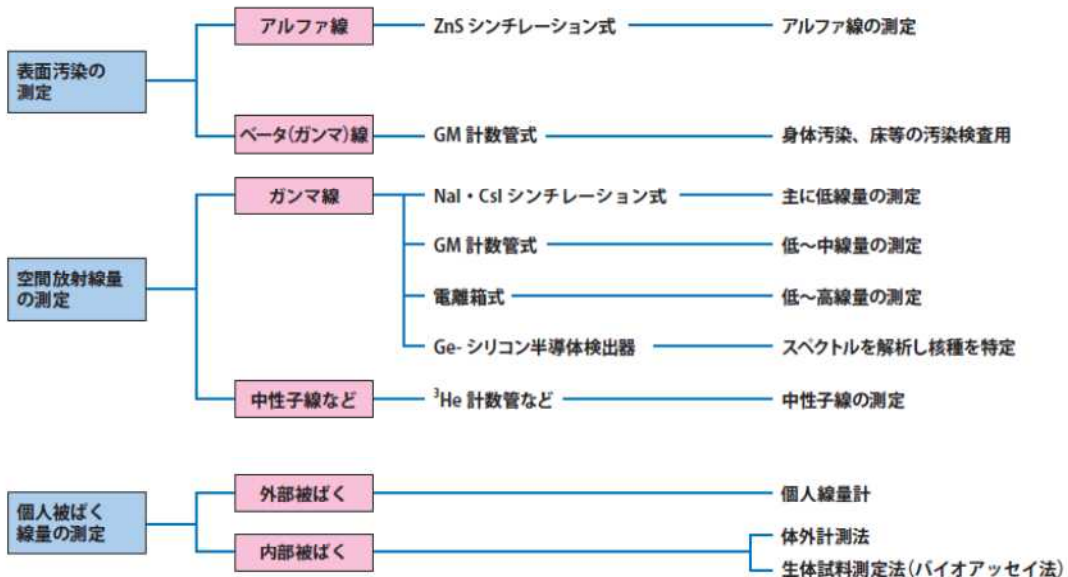 アルファ線
ZnS シンチレーション式
アルファ線の測定
表面汚染の
測定
ベータ(ガンマ)線
GM 計数管式
身体汚染、床等の汚染検査用
ガンマ線
NaI・CsI シンチレーション式
主に低線量の測定
GM 計数管式
低〜中線量の測定
空間放射線量
の測定
電離箱式
低〜高線量の測定
Ge- シリコン半導体検出器
スペクトルを解析し核種を特定
中性子線など
³He 計数管など
中性子線の測定
外部被ばく
個人線量計
個人被ばく
線量の測定
内部被ばく
体外計測法
生体試料測定法(バイオアッセイ法)